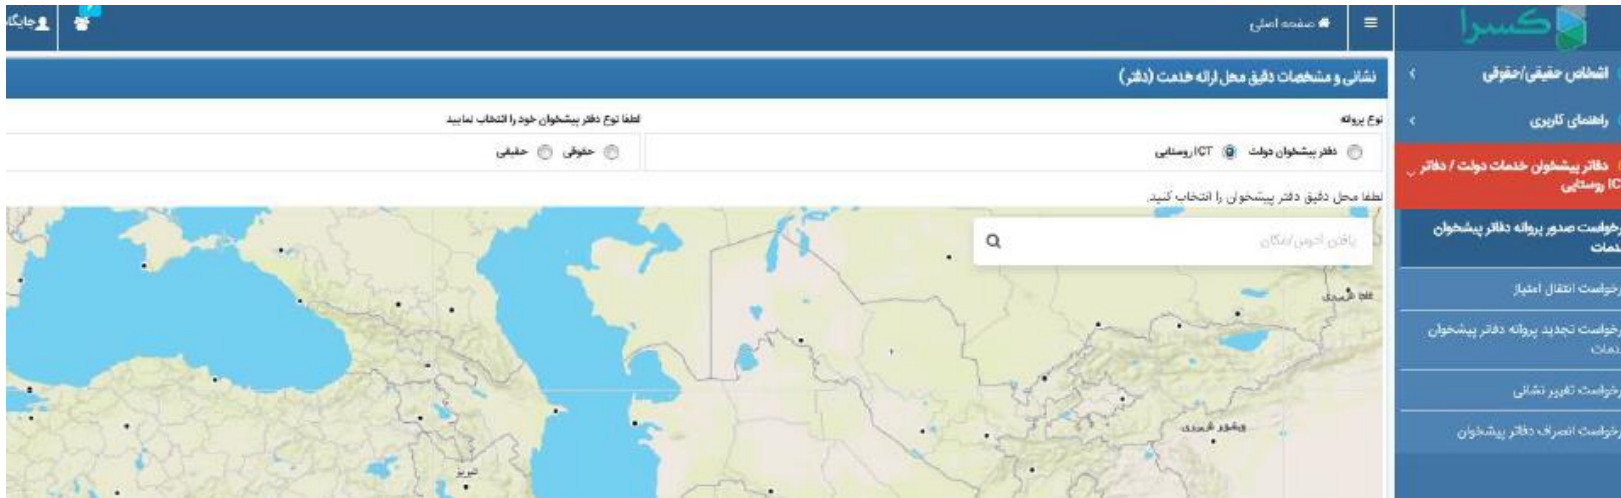 کسرا
صفحه اصلی
اشخاص حقیقی/حقوقی
راهنمای کاربری
دفاتر پیشخوان خدمات دولت / دفاتر
روستایی
درخواست صدور پروانه دفاتر پیشخوان
خدمات
درخواست انتقال امتیاز
درخواست تجدید پروانه دفاتر پیشخوان
خدمات
درخواست تغییر نشانی
درخواست انصراف دفاتر پیشخوان
نشانی و مشخصات دقیق محل ارائه خدمت (دفتر)
نوع پروانه
دفتر پیشخوان دولت ICT روستایی
لطفا نوع دفتر پیشخوان خود را انتخاب نمایید
حقوقی حقیقی
لطفا محل دقیق دفتر پیشخوان را انتخاب کنید.
یافتن آدرس/مکان
تبریز